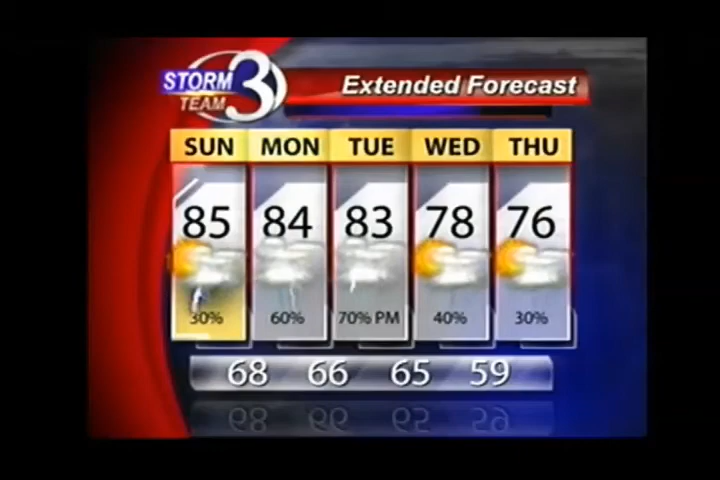 STORM 3
TEAM
Extended Forecast
SUN MON TUE WED THU
85 84 83 78 76
30% 60% 70% PM 40% 30%
68 66 65 59